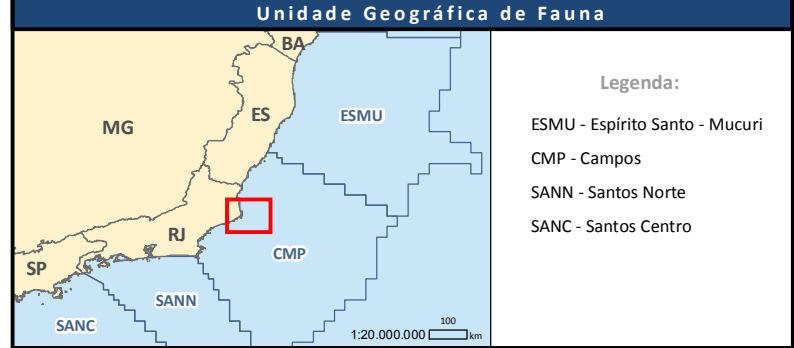 Unidade Geográfica de Fauna
BA
ES
ESMU
MG
RJ
CMP
SP
SANN
SANC
100
1:20.000.000 km
Legenda:
ESMU - Espírito Santo - Mucuri
CMP - Campos
SANN - Santos Norte
SANC - Santos Centro